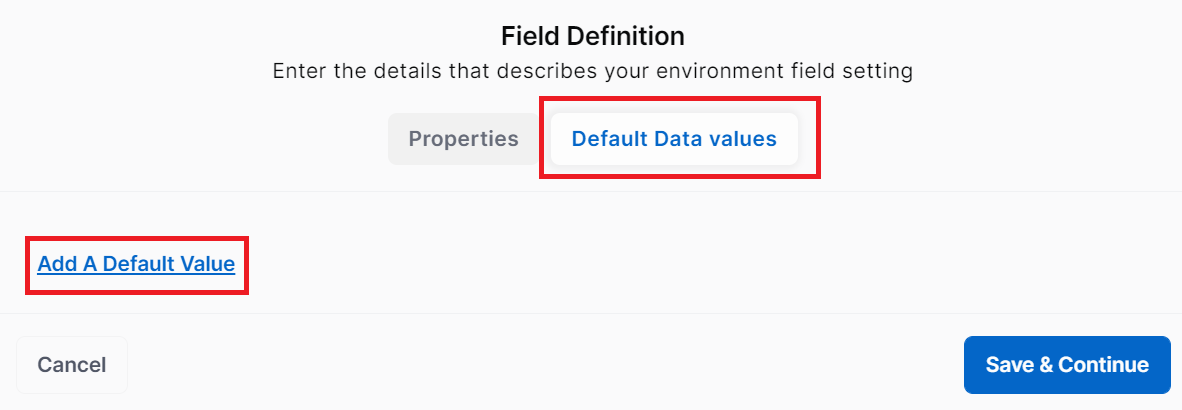 Field Definition
Enter the details that describes your environment field setting
Properties
Default Data values
Add A Default Value
Cancel
Save & Continue